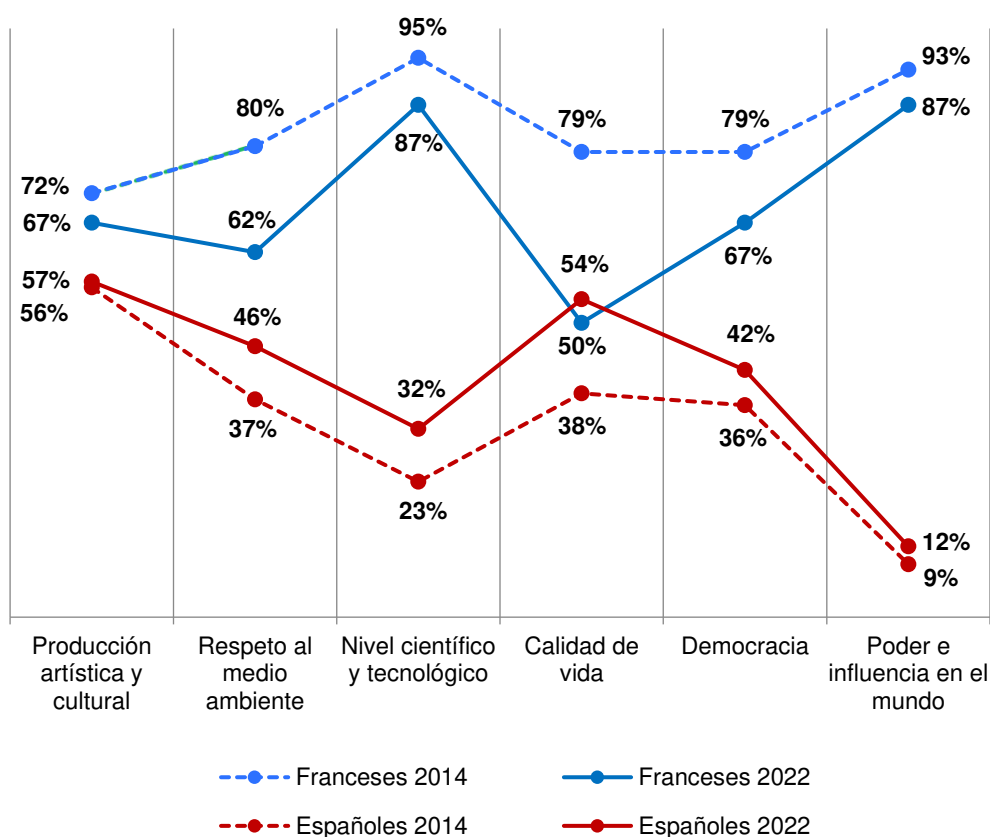 95%
93%
80%
79%
79%
87%
87%
72%
67%
62%
67%
57%
56%
46%
54%
50%
42%
37%
32%
38%
36%
23%
12%
9%
Producción
artística y
cultural
Respeto al
medio
ambiente
Nivel científico
y tecnológico
Calidad de
vida
Democracia
Poder e
influencia en el
mundo
Franceses 2014
Franceses 2022
Españoles 2014
Españoles 2022